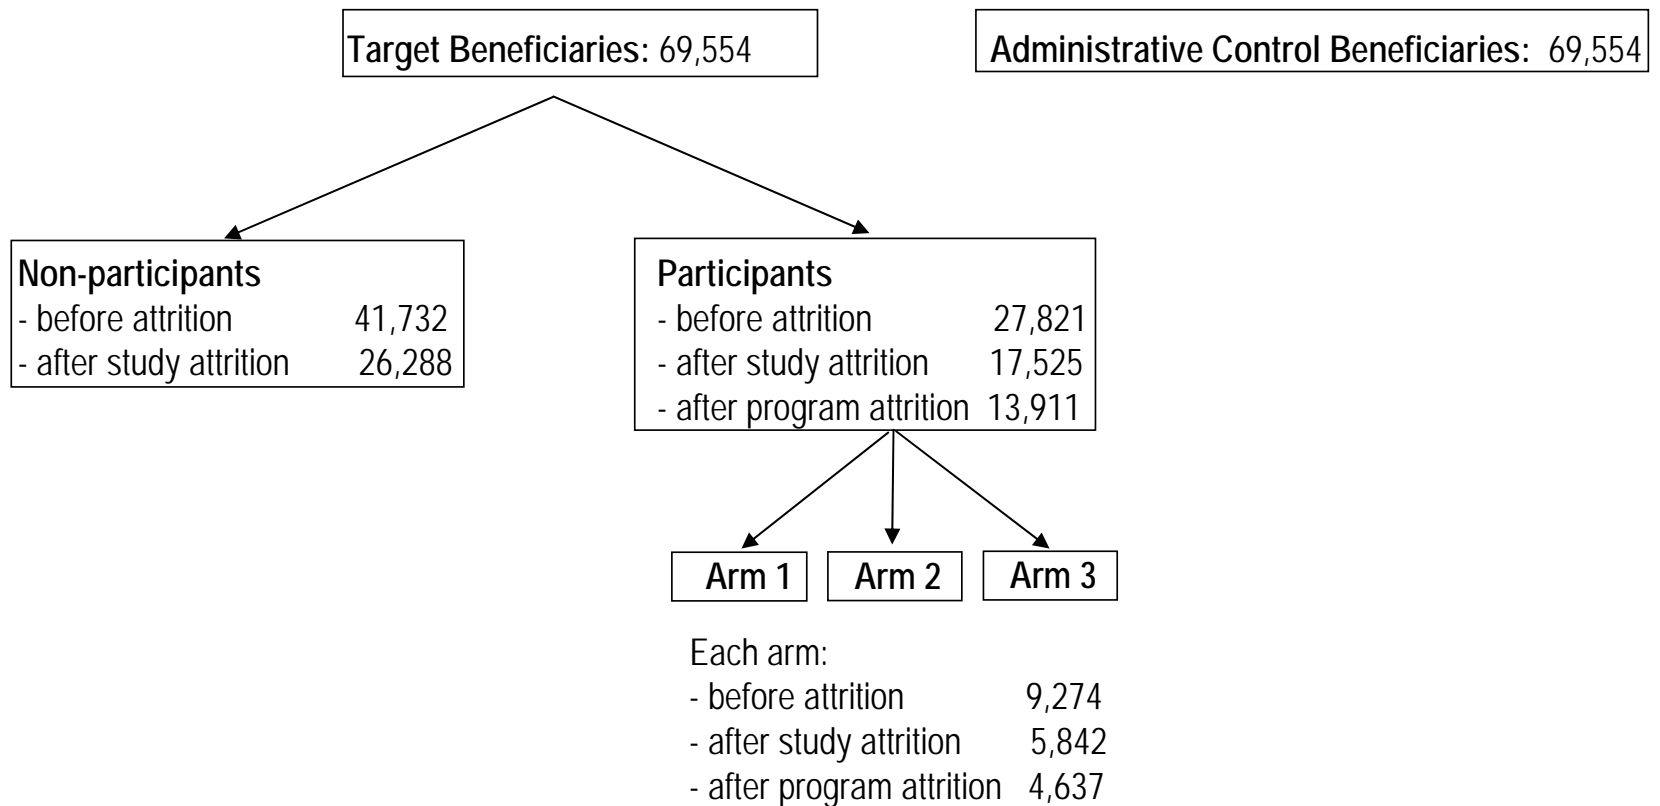 Target Beneficiaries: 69,554
Administrative Control Beneficiaries: 69,554
Non-participants
- before attrition 41,732
- after study attrition 26,288
Participants
- before attrition 27,821
- after study attrition 17,525
- after program attrition 13,911
Arm 1
Arm 2
Arm 3
Each arm:
- before attrition 9,274
- after study attrition 5,842
- after program attrition 4,637